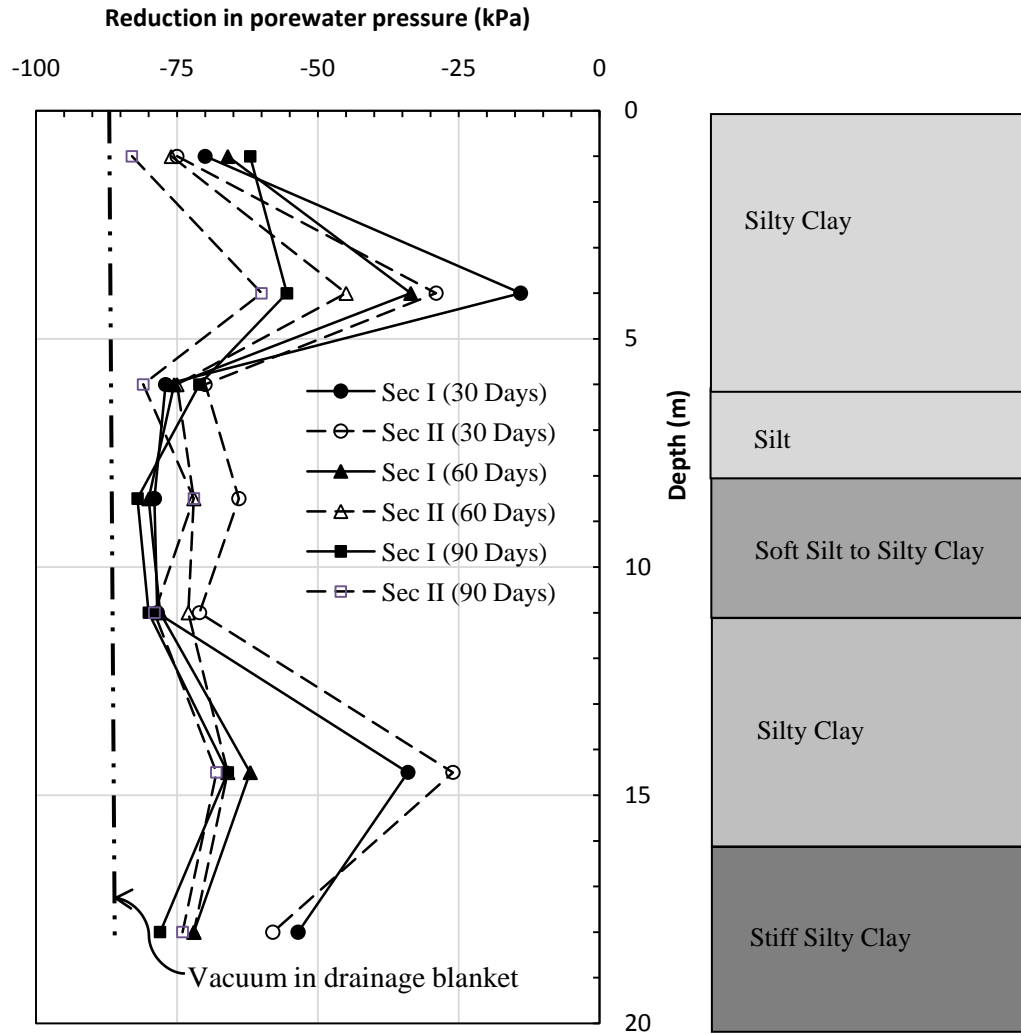 Reduction in porewater pressure (kPa)
-100 -75 -50 -25 0
0
Silty Clay
5
Sec I (30 Days)
Sec II (30 Days)
Sec I (60 Days)
Sec II (60 Days)
Sec I (90 Days)
Sec II (90 Days)
Depth (m)
Silt
Soft Silt to Silty Clay
10
Silty Clay
15
Stiff Silty Clay
Vacuum in drainage blanket
20